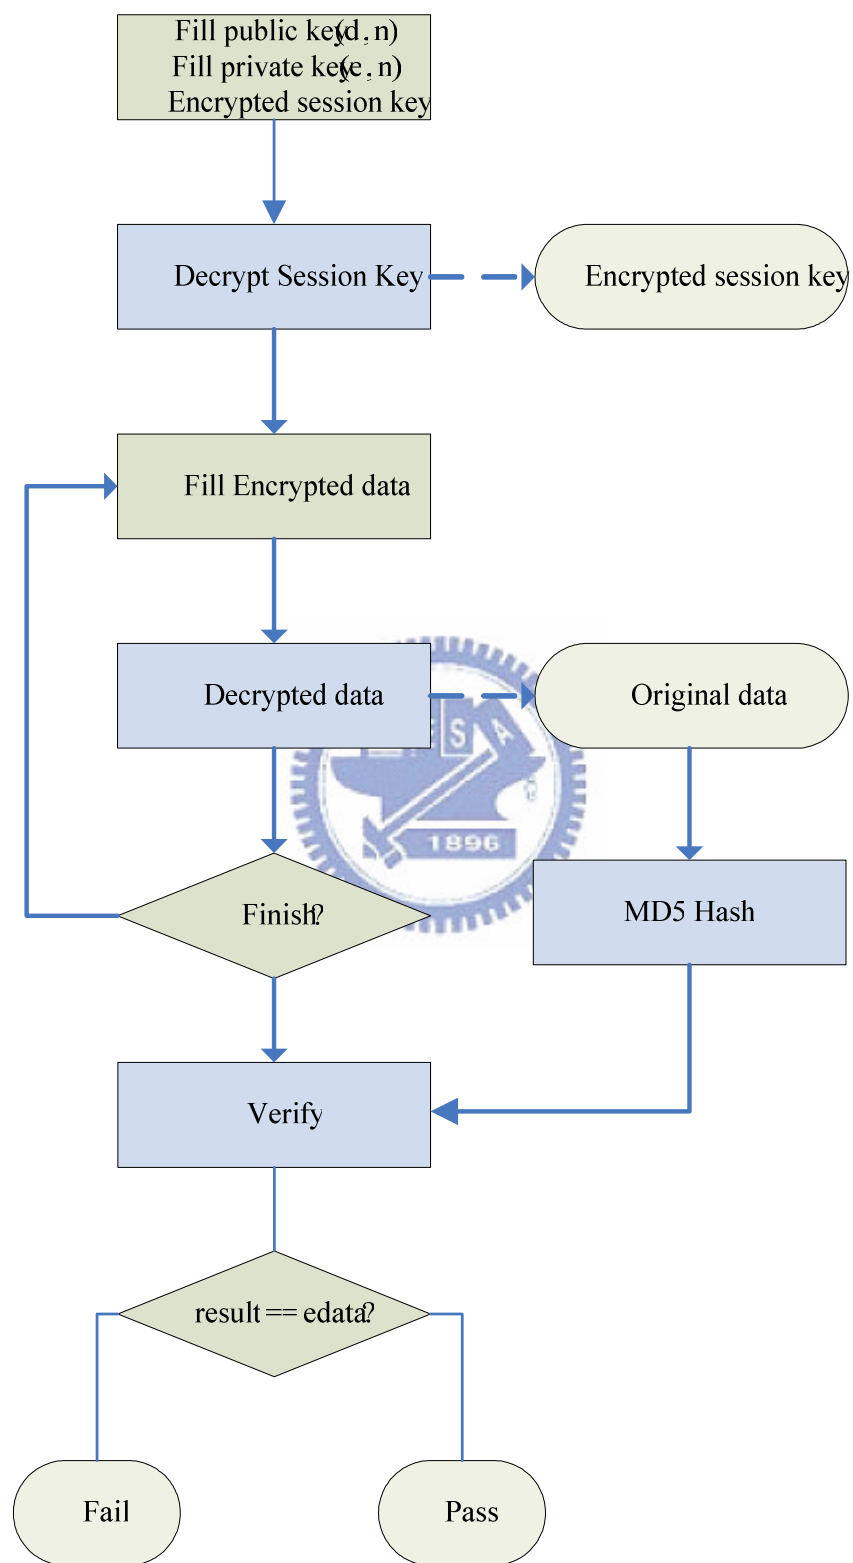 Fill public key(d,n)
Fill private key(e,n)
Encrypted session key
Decrypt Session Key
Encrypted session key
Fill Encrypted data
Decrypted data
Original data
E S A
1896
Finish?
MD5 Hash
Verify
result == edata?
Fail
Pass